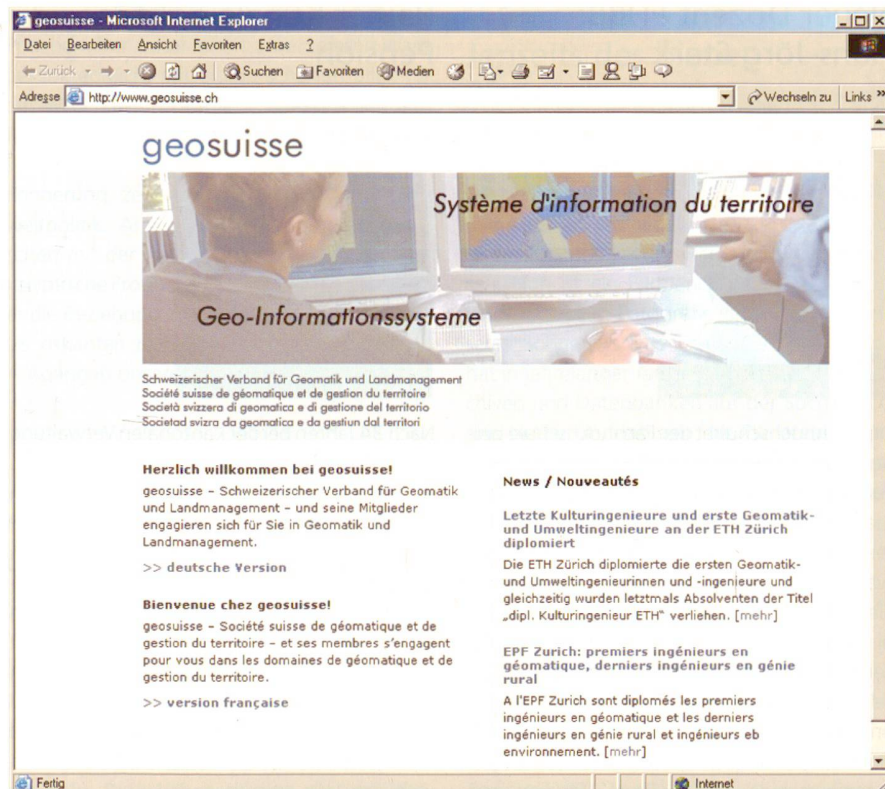 geosuisse - Microsoft Internet Explorer
Datei Bearbeiten Ansicht Favoriten Extras ?
Zurück Suchen Favoriten Medien
Adresse http://www.geosuisse.ch Wechseln zu Links »
geosuisse
Système d'information du territoire
Geo-Informationssysteme
Schweizerischer Verband für Geomatik und Landmanagement
Société suisse de géomatique et de gestion du territoire
Società svizzera di geomatica e di gestione del territorio
Societad svizra da geomatica e da gestiun dal territori
Herzlich willkommen bei geosuisse!
geosuisse – Schweizerischer Verband für Geomatik
und Landmanagement – und seine Mitglieder
engagieren sich für Sie in Geomatik und
Landmanagement.
>> deutsche Version
Bienvenue chez geosuisse!
geosuisse – Société suisse de géomatique et de
gestion du territoire – et ses membres s'engagent
pour vous dans les domaines de géomatique et de
gestion du territoire.
>> version française
News / Nouveautés
Letzte Kulturingenieure und erste Geomatik-
und Umweltingenieure an der ETH Zürich
diplomiert
Die ETH Zürich diplomierte die ersten Geomatik-
und Umweltingenieurinnen und -ingenieure und
gleichzeitig wurden letztmals Absolventen der Titel
„dipl. Kulturingenieur ETH" verliehen. [mehr]
EPF Zurich: premiers ingénieurs en
géomatique, derniers ingénieurs en génie
rural
A l'EPF Zurich sont diplomés les premiers
ingénieurs en géomatique et les derniers
ingénieurs en génie rural et ingénieurs eb
environnement. [mehr]
Fertig Internet